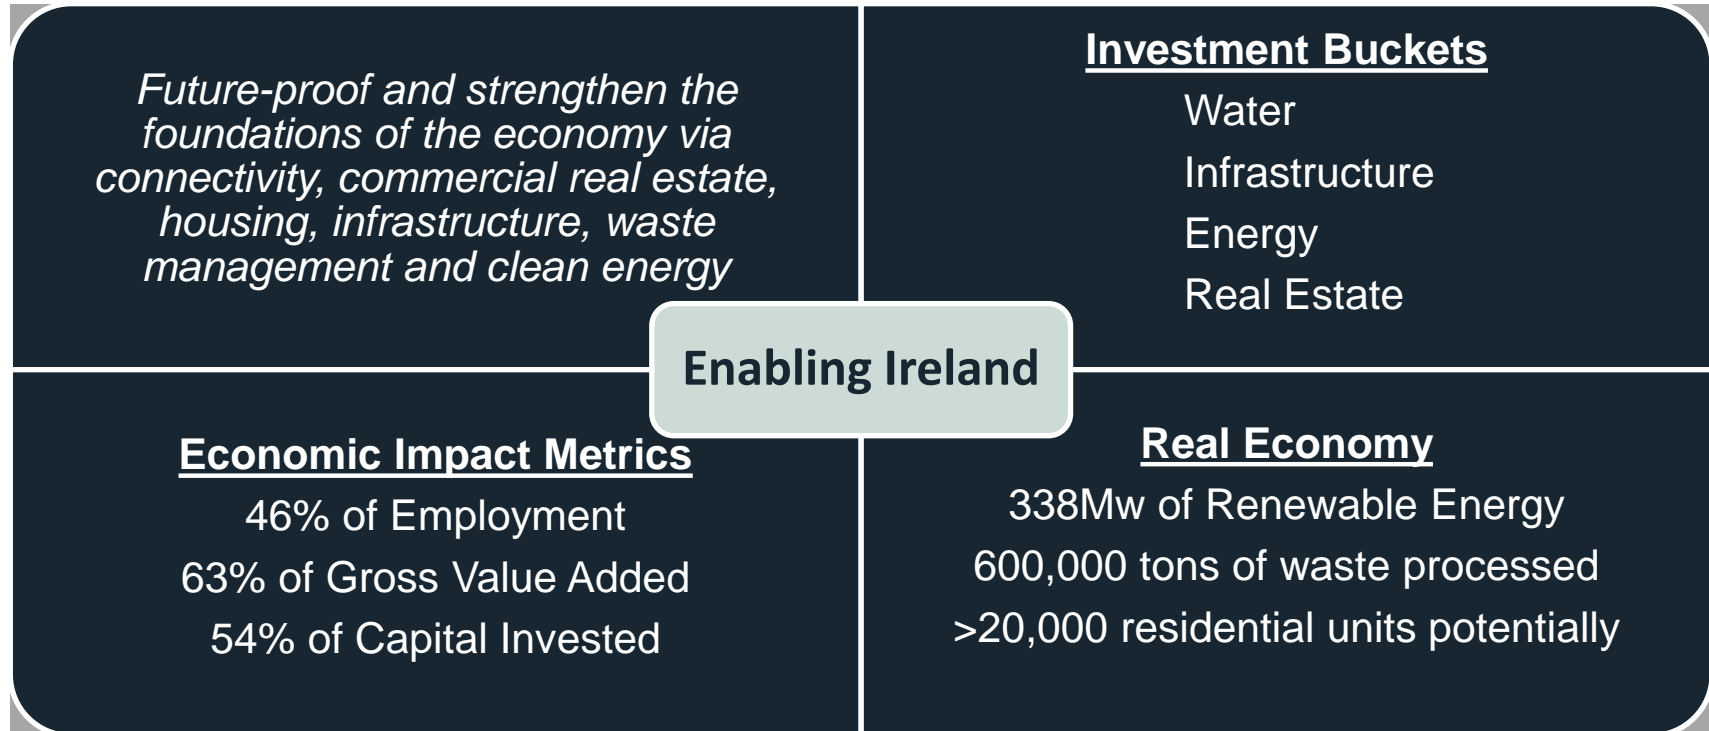 Future-proof and strengthen the
foundations of the economy via
connectivity, commercial real estate,
housing, infrastructure, waste
management and clean energy
Investment Buckets
Water
Infrastructure
Energy
Real Estate
Enabling Ireland
Economic Impact Metrics
46% of Employment
63% of Gross Value Added
54% of Capital Invested
Real Economy
338Mw of Renewable Energy
600,000 tons of waste processed
>20,000 residential units potentially